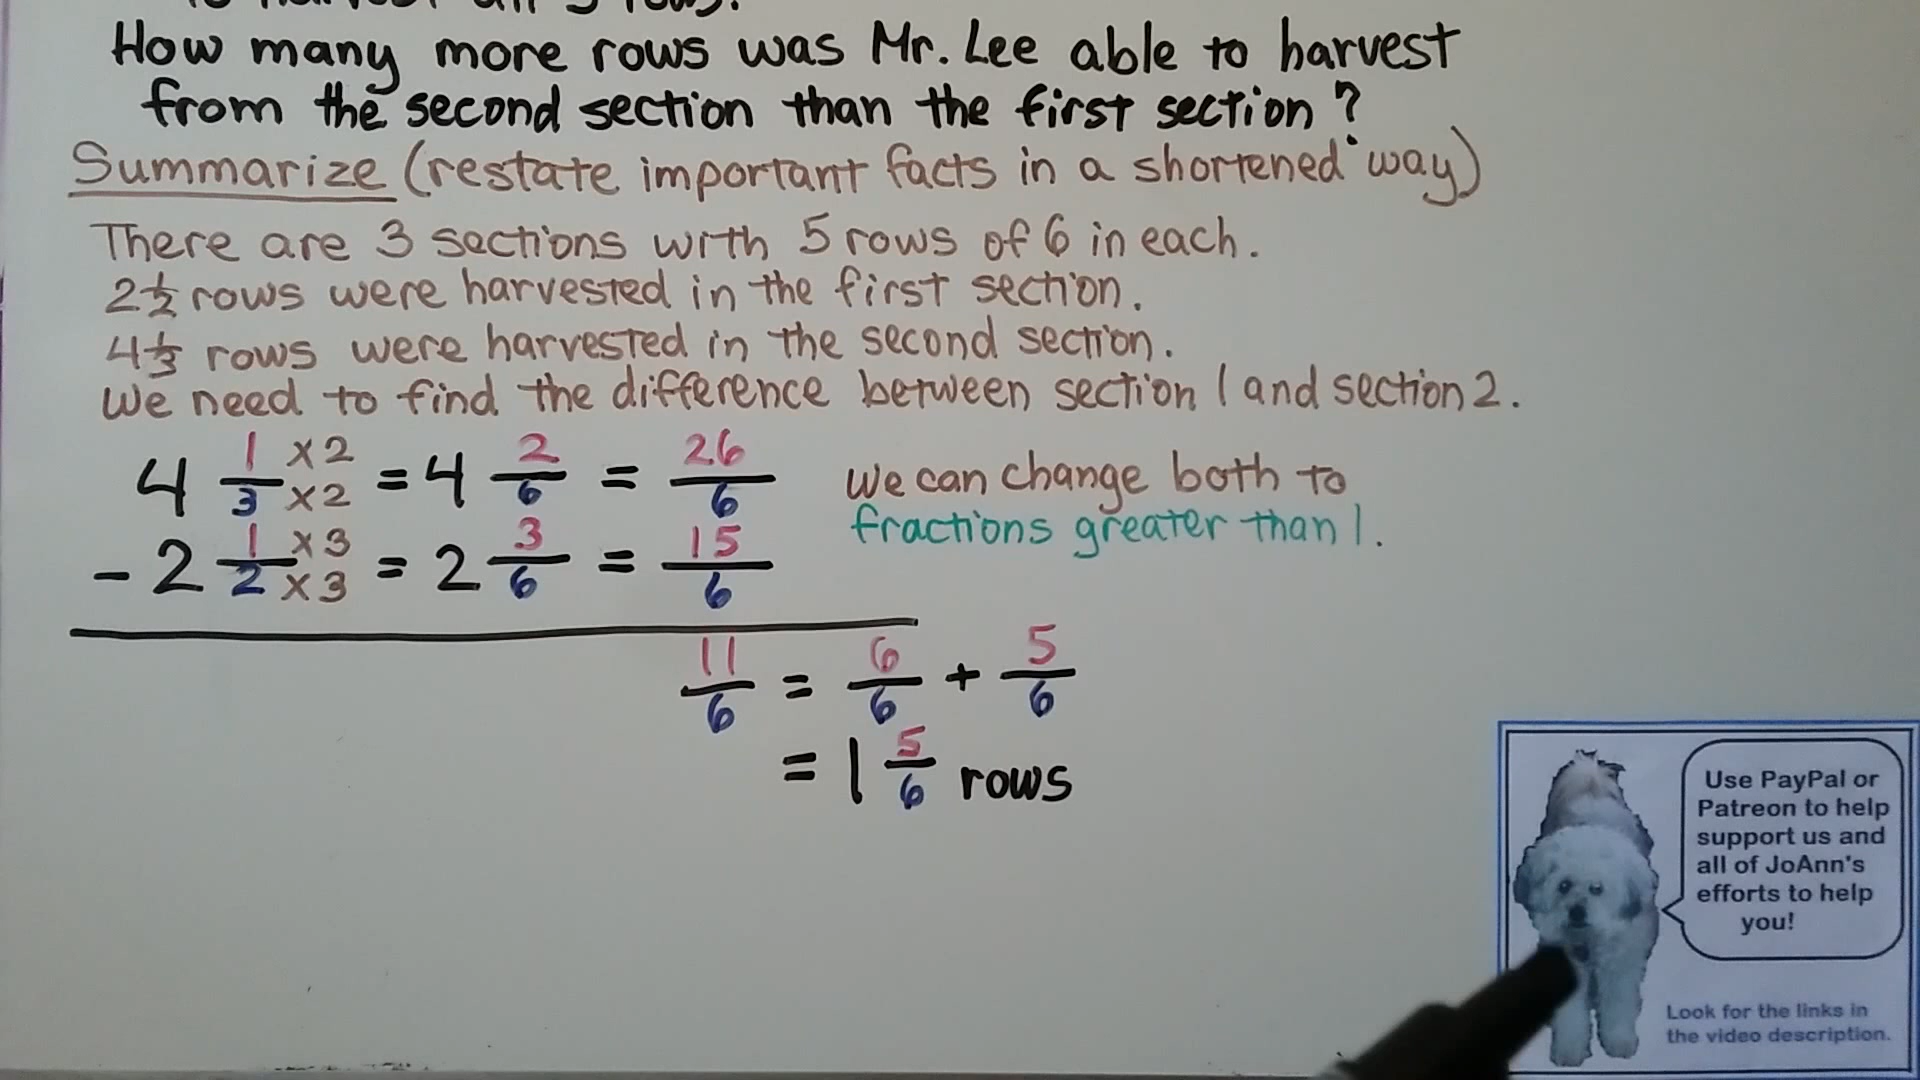 to harvest all 5 rows.
How many more rows was Mr. Lee able to harvest
from the second section than the first section?
Summarize (restate important facts in a shortened way)
There are 3 sections with 5 rows of 6 in each.
2 1/2 rows were harvested in the first section.
4 1/3 rows were harvested in the second section.
We need to find the difference between section 1 and section 2.
4 1/3 ×2/×2 = 4 2/6 = 26/6 we can change both to
fractions greater than 1.
- 2 1/2 ×3/×3 = 2 3/6 = 15/6
11/6 = 6/6 + 5/6
= 1 5/6 rows
Use PayPal or
Patreon to help
support us and
all of JoAnn's
efforts to help
you!
Look for the links in
the video description.